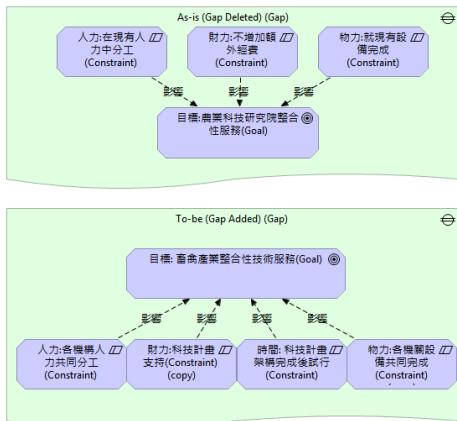 As-is (Gap Deleted) (Gap)
人力:在現有人
力中分工
(Constraint)
財力:不增加額
外經費
(Constraint)
物力:就現有設
備完成
(Constraint)
影響
影響
影響
目標:農業科技研究院整合
性服務(Goal)
To-be (Gap Added) (Gap)
目標: 畜禽產業整合性技術服務(Goal)
影響
影響
影響
影響
人力:各機構人
力共同分工
(Constraint)
財力:科技計畫
支持(Constraint)
(copy)
時間: 科技計畫
架構完成後試行
(Constraint)
物力:各機關設
備共同完成
(Constraint)